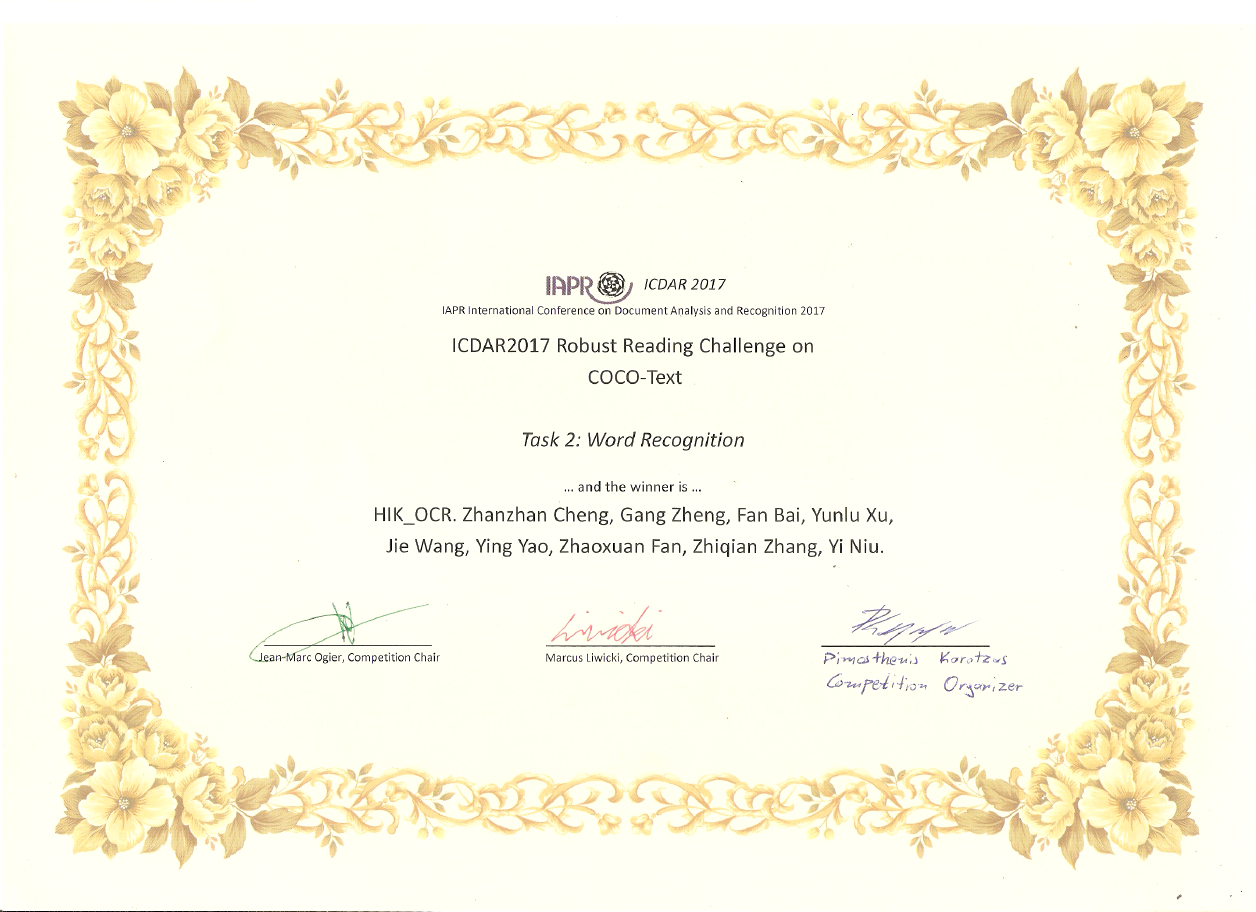 IAPR ICDAR 2017
IAPR International Conference on Document Analysis and Recognition 2017
ICDAR2017 Robust Reading Challenge on
COCO-Text
Task 2: Word Recognition
... and the winner is ...
HIK_OCR. Zhanzhan Cheng, Gang Zheng, Fan Bai, Yunlu Xu,
Jie Wang, Ying Yao, Zhaoxuan Fan, Zhiqian Zhang, Yi Niu.
Liwicki
Jean-Marc Ogier, Competition Chair
Marcus Liwicki, Competition Chair
Dimosthenis Karatzas
Competition Organizer